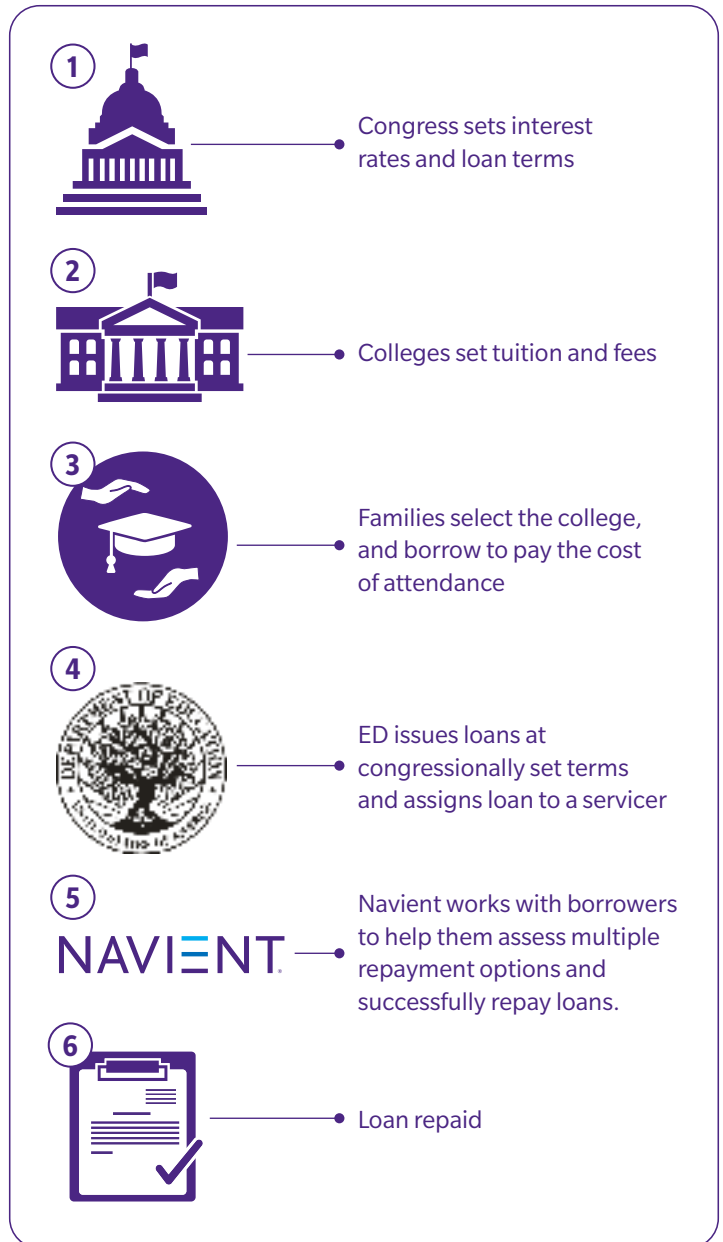 1
Congress sets interest
rates and loan terms
2
Colleges set tuition and fees
3
Families select the college,
and borrow to pay the cost
of attendance
4
DEPARTMENT OF EDUCATION
ED issues loans at
congressionally set terms
and assigns loan to a servicer
5
NAVIENT
Navient works with borrowers
to help them assess multiple
repayment options and
successfully repay loans.
6
Loan repaid